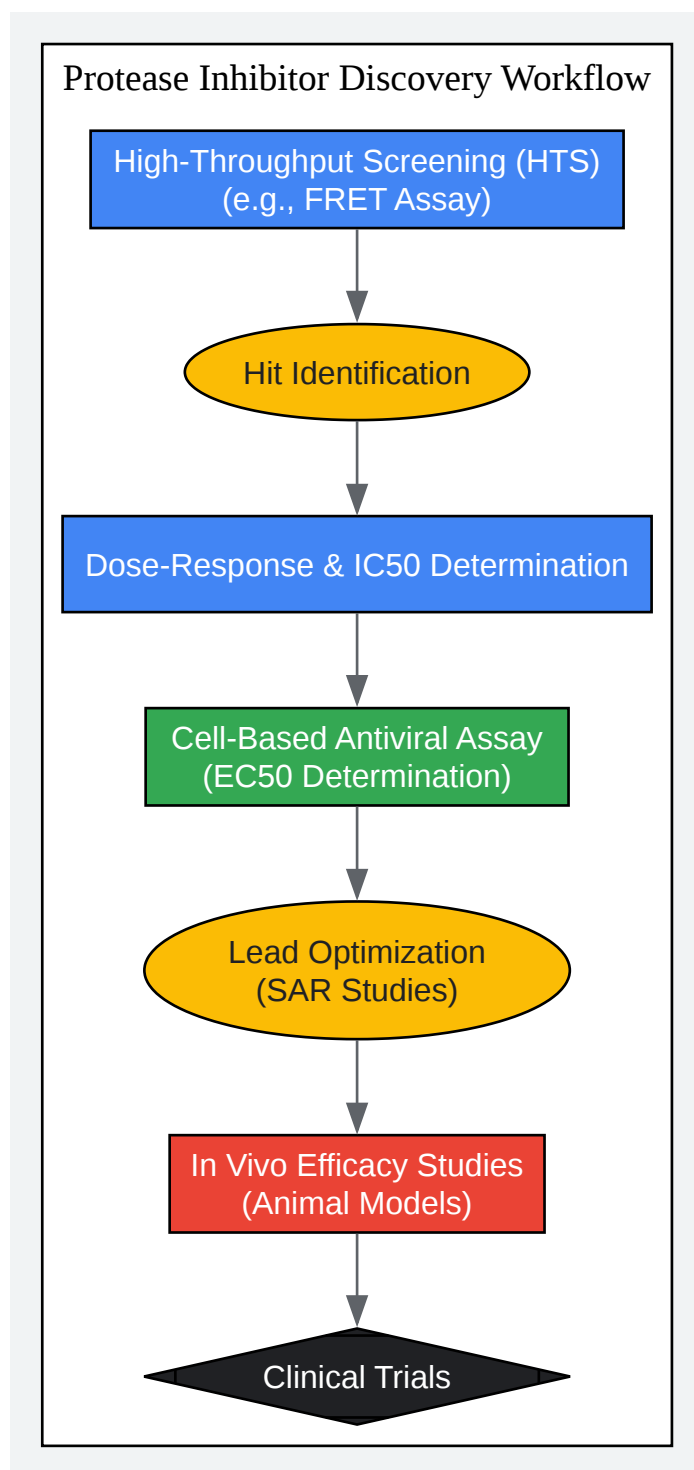 Protease Inhibitor Discovery Workflow
High-Throughput Screening (HTS)
(e.g., FRET Assay)
Hit Identification
Dose-Response & IC50 Determination
Cell-Based Antiviral Assay
(EC50 Determination)
Lead Optimization
(SAR Studies)
In Vivo Efficacy Studies
(Animal Models)
Clinical Trials